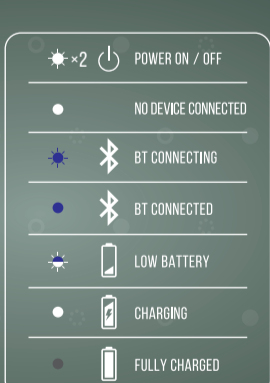 ×2 POWER ON / OFF
NO DEVICE CONNECTED
BT CONNECTING
BT CONNECTED
LOW BATTERY
CHARGING
FULLY CHARGED